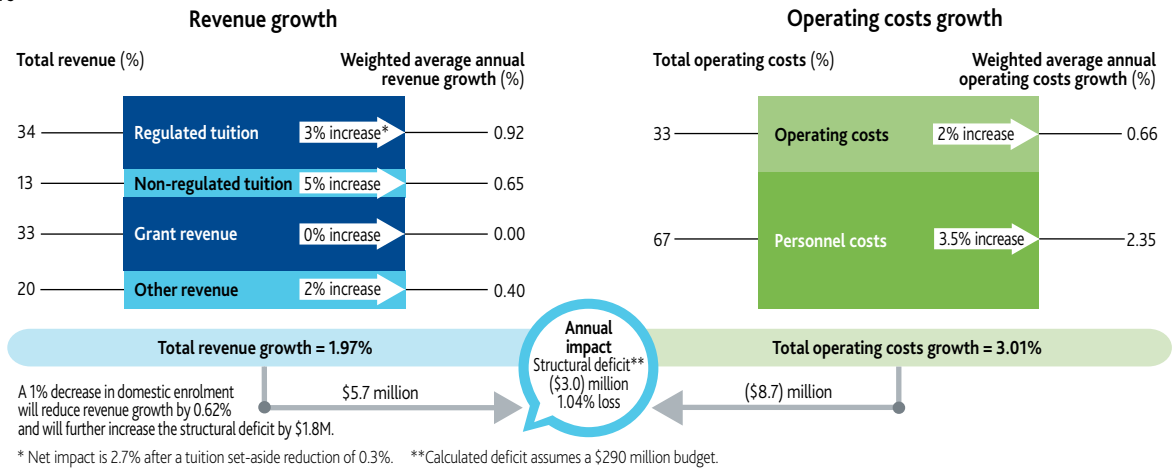 Revenue growth
Total revenue (%)
Weighted average annual
revenue growth (%)
34
Regulated tuition
3% increase*
0.92
13
Non-regulated tuition
5% increase
0.65
33
Grant revenue
0% increase
0.00
20
Other revenue
2% increase
0.40
Operating costs growth
Total operating costs (%)
Weighted average annual
operating costs growth (%)
33
Operating costs
2% increase
0.66
67
Personnel costs
3.5% increase
2.35
Total revenue growth = 1.97%
Annual
impact
Structural deficit**
($3.0) million
1.04% loss
Total operating costs growth = 3.01%
A 1% decrease in domestic enrolment
will reduce revenue growth by 0.62%
and will further increase the structural deficit by $1.8M.
$5.7 million
($8.7) million
* Net impact is 2.7% after a tuition set-aside reduction of 0.3%. **Calculated deficit assumes a $290 million budget.